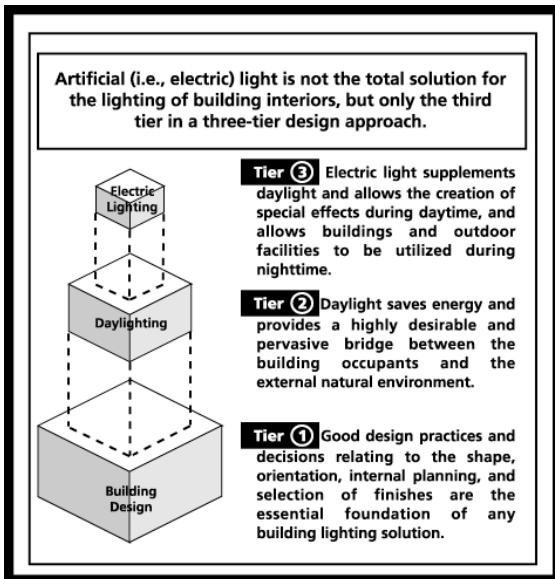 Artificial (i.e., electric) light is not the total solution for
the lighting of building interiors, but only the third
tier in a three-tier design approach.
Electric
Lighting
Tier 3 Electric light supplements
daylight and allows the creation of
special effects during daytime, and
allows buildings and outdoor
facilities to be utilized during
nighttime.
Daylighting
Tier 2 Daylight saves energy and
provides a highly desirable and
pervasive bridge between the
building occupants and the
external natural environment.
Building
Design
Tier 1 Good design practices and
decisions relating to the shape,
orientation, internal planning, and
selection of finishes are the
essential foundation of any
building lighting solution.